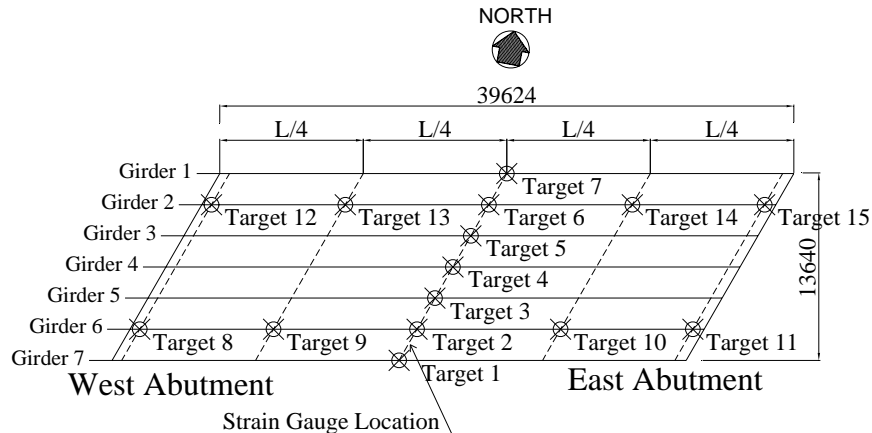 NORTH
39624
L/4 L/4 L/4 L/4
Girder 1
Target 7
Girder 2
Target 12 Target 13 Target 6 Target 14 Target 15
Girder 3
Target 5
Girder 4
Target 4
13640
Girder 5
Target 3
Girder 6
Target 8 Target 9 Target 2 Target 10 Target 11
Girder 7
Target 1
West Abutment East Abutment
Strain Gauge Location